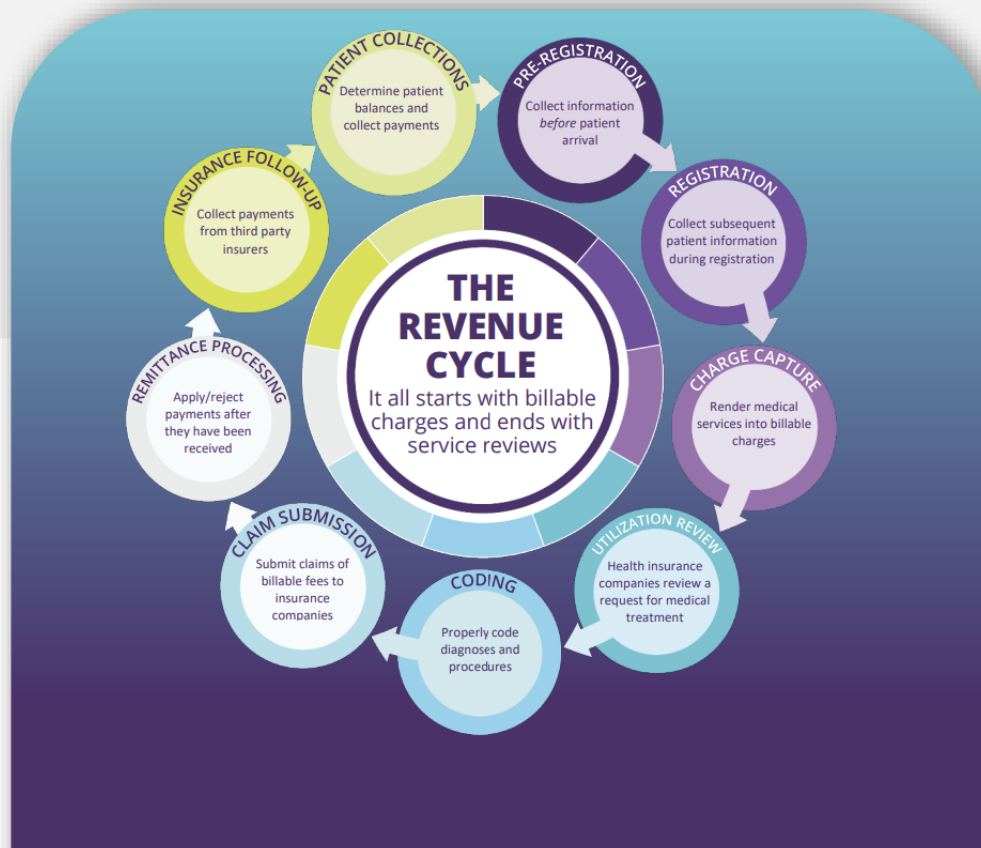 THE
REVENUE
CYCLE
It all starts with billable
charges and ends with
service reviews
PRE-REGISTRATION
Collect information
before patient
arrival
REGISTRATION
Collect subsequent
patient information
during registration
CHARGE CAPTURE
Render medical
services into billable
charges
UTILIZATION REVIEW
Health insurance
companies review a
request for medical
treatment
CODING
Properly code
diagnoses and
procedures
CLAIM SUBMISSION
Submit claims of
billable fees to
insurance
companies
REMITTANCE PROCESSING
Apply/reject
payments after
they have been
received
INSURANCE FOLLOW-UP
Collect payments
from third party
insurers
PATIENT COLLECTIONS
Determine patient
balances and
collect payments